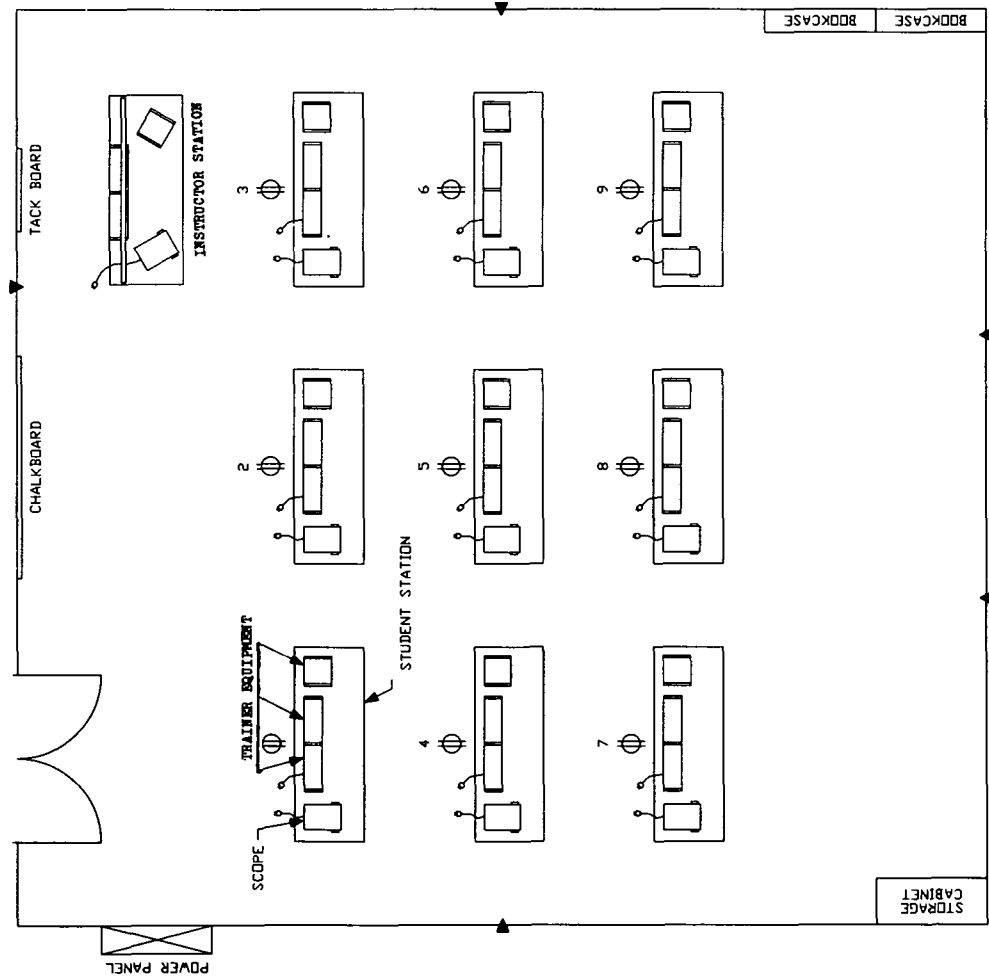 TACK BOARD
CHALKBOARD
INSTRUCTOR STATION
BOOKCASE
BOOKCASE
3
6
9
2
5
8
TRAINER EQUIPMENT
STUDENT STATION
SCOPE
4
7
STORAGE
CABINET
POWER PANEL